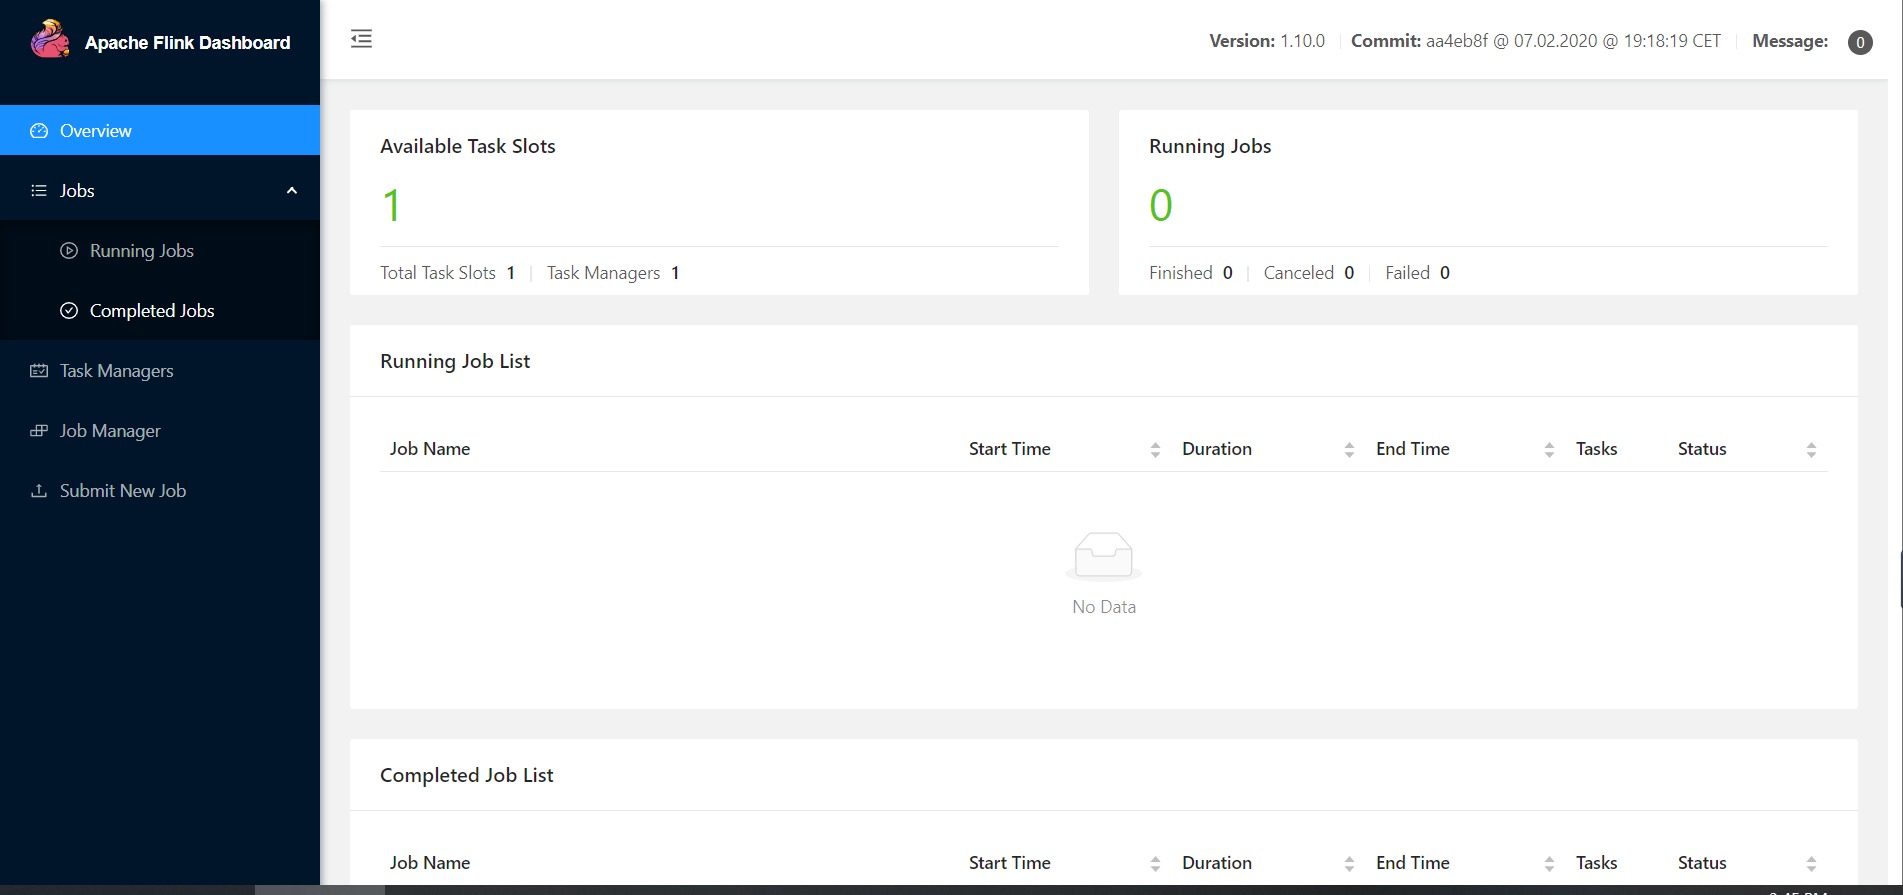 Apache Flink Dashboard
Version: 1.10.0 Commit: aa4eb8f @ 07.02.2020 @ 19:18:19 CET Message: 0
Overview
Jobs
Running Jobs
Completed Jobs
Task Managers
Job Manager
Submit New Job
Available Task Slots
1
Total Task Slots 1 Task Managers 1
Running Jobs
0
Finished 0 Canceled 0 Failed 0
Running Job List
Job Name Start Time Duration End Time Tasks Status
No Data
Completed Job List
Job Name Start Time Duration End Time Tasks Status